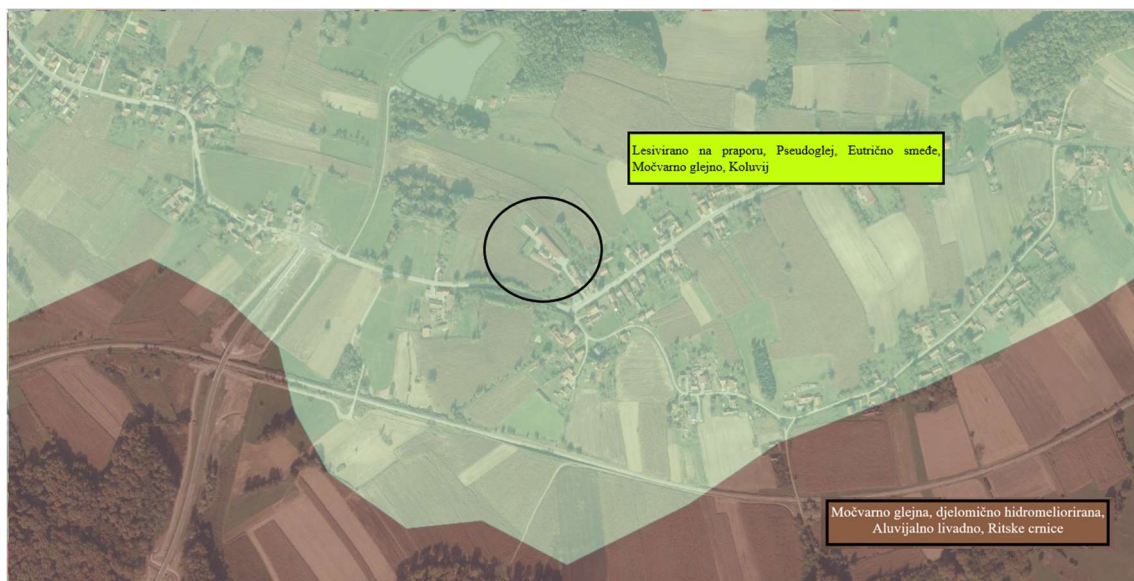 Lesivirano na praporu, Pseudoglej, Eutrično smeđe,
Močvarno glejno, Koluvij
Močvarno glejna, djelomično hidromeliorirana,
Aluvijalno livadno, Ritske crnice